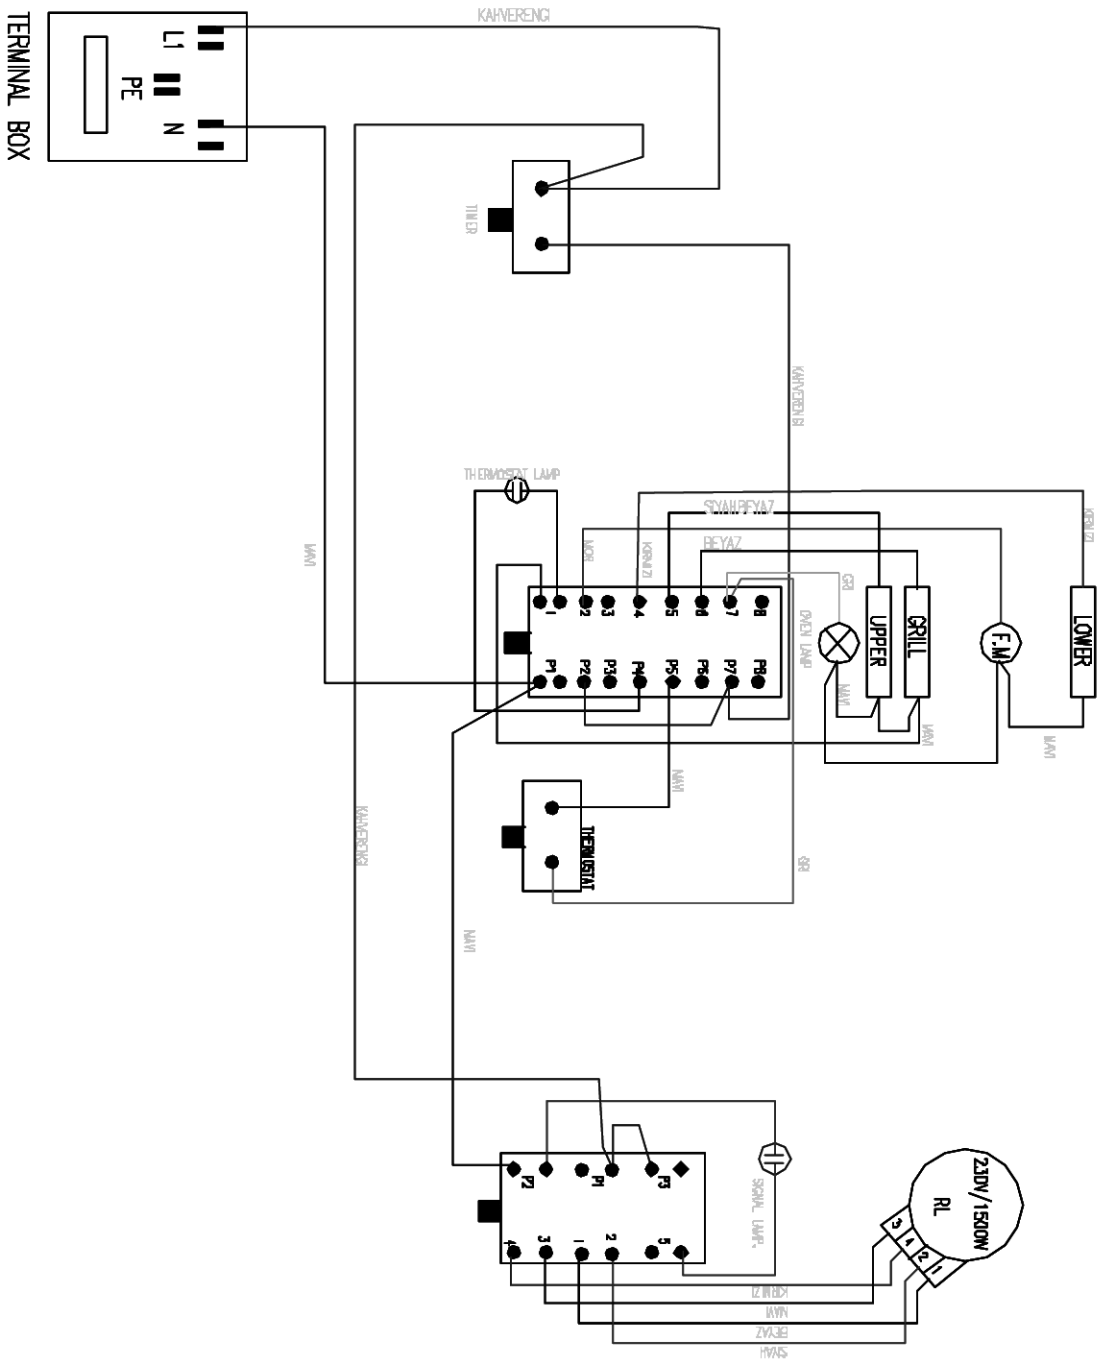 TERMINAL BOX
L1
PE
N
KAHVERENGI
TIMER
KAHVERENGI
THERMOSTAT LAMP
SIYAH.BEYAZ
BEYAZ
MOR
KIRMIZI
KIRMIZI
GRI
MAVI
1
2
3
4
5
6
7
8
P1
P2
P3
P4
P5
P6
P7
P8
OVEN LAMP
UPPER
GRILL
F.M
LOWER
MAVI
MAVI
MAVI
MAVI
THERMOSTAT
GRI
KAHVERENGI
MAVI
P2
P1
P3
4
3
1
2
5
SIGNAL LAMP.
230V/1500W
RL
3
4
2
1
KIRMIZI
MAVI
BEYAZ
SIYAH